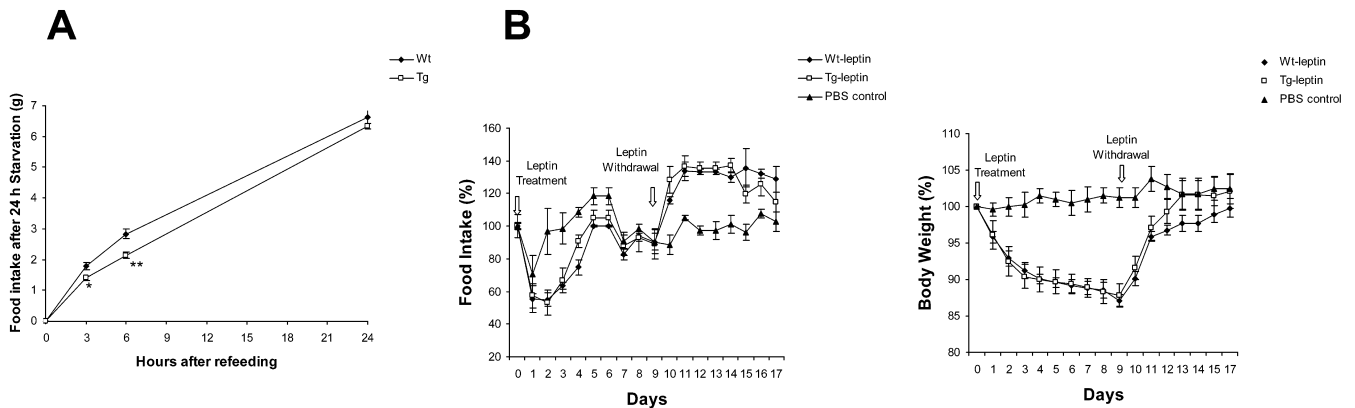 A
Wt
Tg
Food intake after 24 h Starvation (g)
7
6
5
4
3
2
1
0
*
**
0 3 6 9 12 15 18 21 24
Hours after refeeding
B
Wt-leptin
Tg-leptin
PBS control
Food Intake (%)
160
140
120
100
80
60
40
20
Leptin
Treatment
Leptin
Withdrawal
0 1 2 3 4 5 6 7 8 9 10 11 12 13 14 15 16 17
Days
Wt-leptin
Tg-leptin
PBS control
Body Weight (%)
110
105
100
95
90
85
80
Leptin
Treatment
Leptin
Withdrawal
0 1 2 3 4 5 6 7 8 9 10 11 12 13 14 15 17
Days